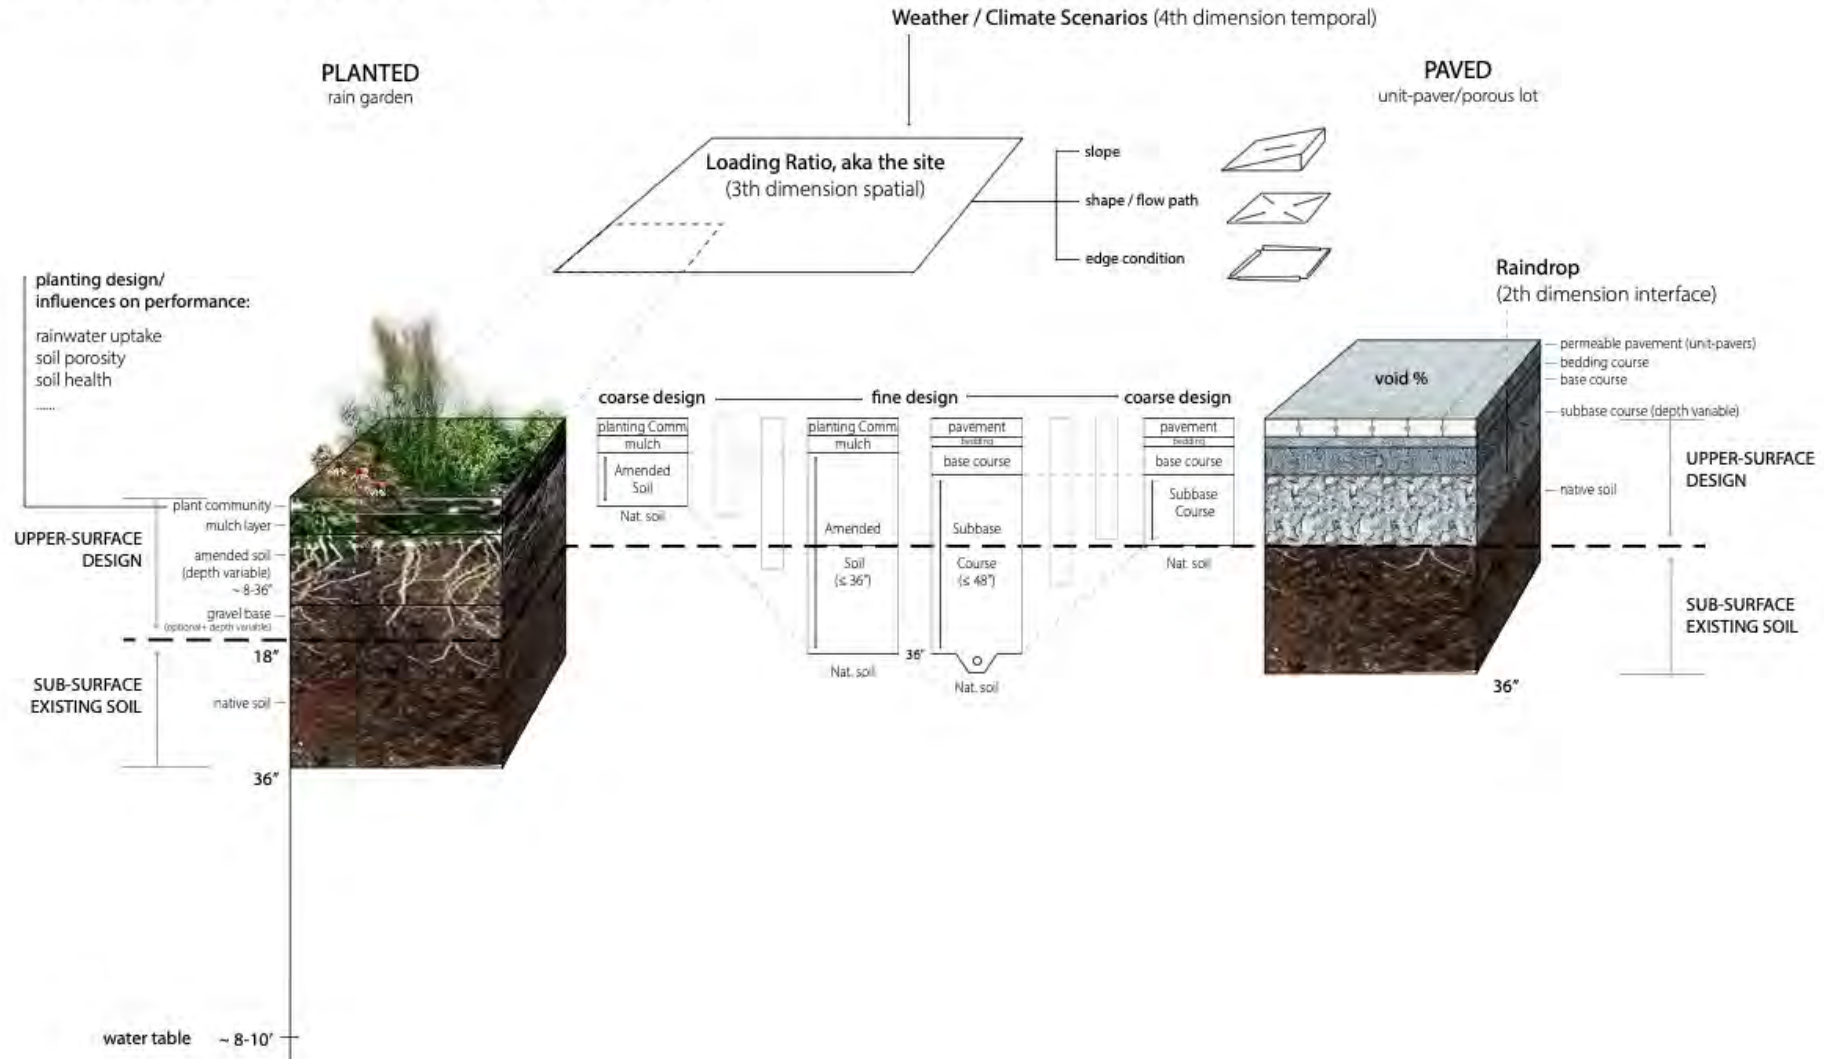 Weather / Climate Scenarios (4th dimension temporal)
PLANTED
rain garden
PAVED
unit-paver/porous lot
Loading Ratio, aka the site
(3th dimension spatial)
slope
shape / flow path
edge condition
planting design/
influences on performance:
rainwater uptake
soil porosity
soil health
.....
Raindrop
(2th dimension interface)
plant community
mulch layer
amended soil
(depth variable)
~ 8-36"
gravel base
(optional + depth variable)
UPPER-SURFACE
DESIGN
18"
SUB-SURFACE
EXISTING SOIL
native soil
36"
water table ~ 8-10'
coarse design
fine design
coarse design
planting Comm.
mulch
Amended
Soil
Nat. soil
planting Comm.
mulch
Amended
Soil
(≤ 36")
Nat. soil
36"
pavement
bedding
base course
Subbase
Course
(≤ 48")
Nat. soil
pavement
bedding
base course
Subbase
Course
Nat. soil
void %
permeable pavement (unit-pavers)
bedding course
base course
subbase course (depth variable)
native soil
UPPER-SURFACE
DESIGN
SUB-SURFACE
EXISTING SOIL
36"